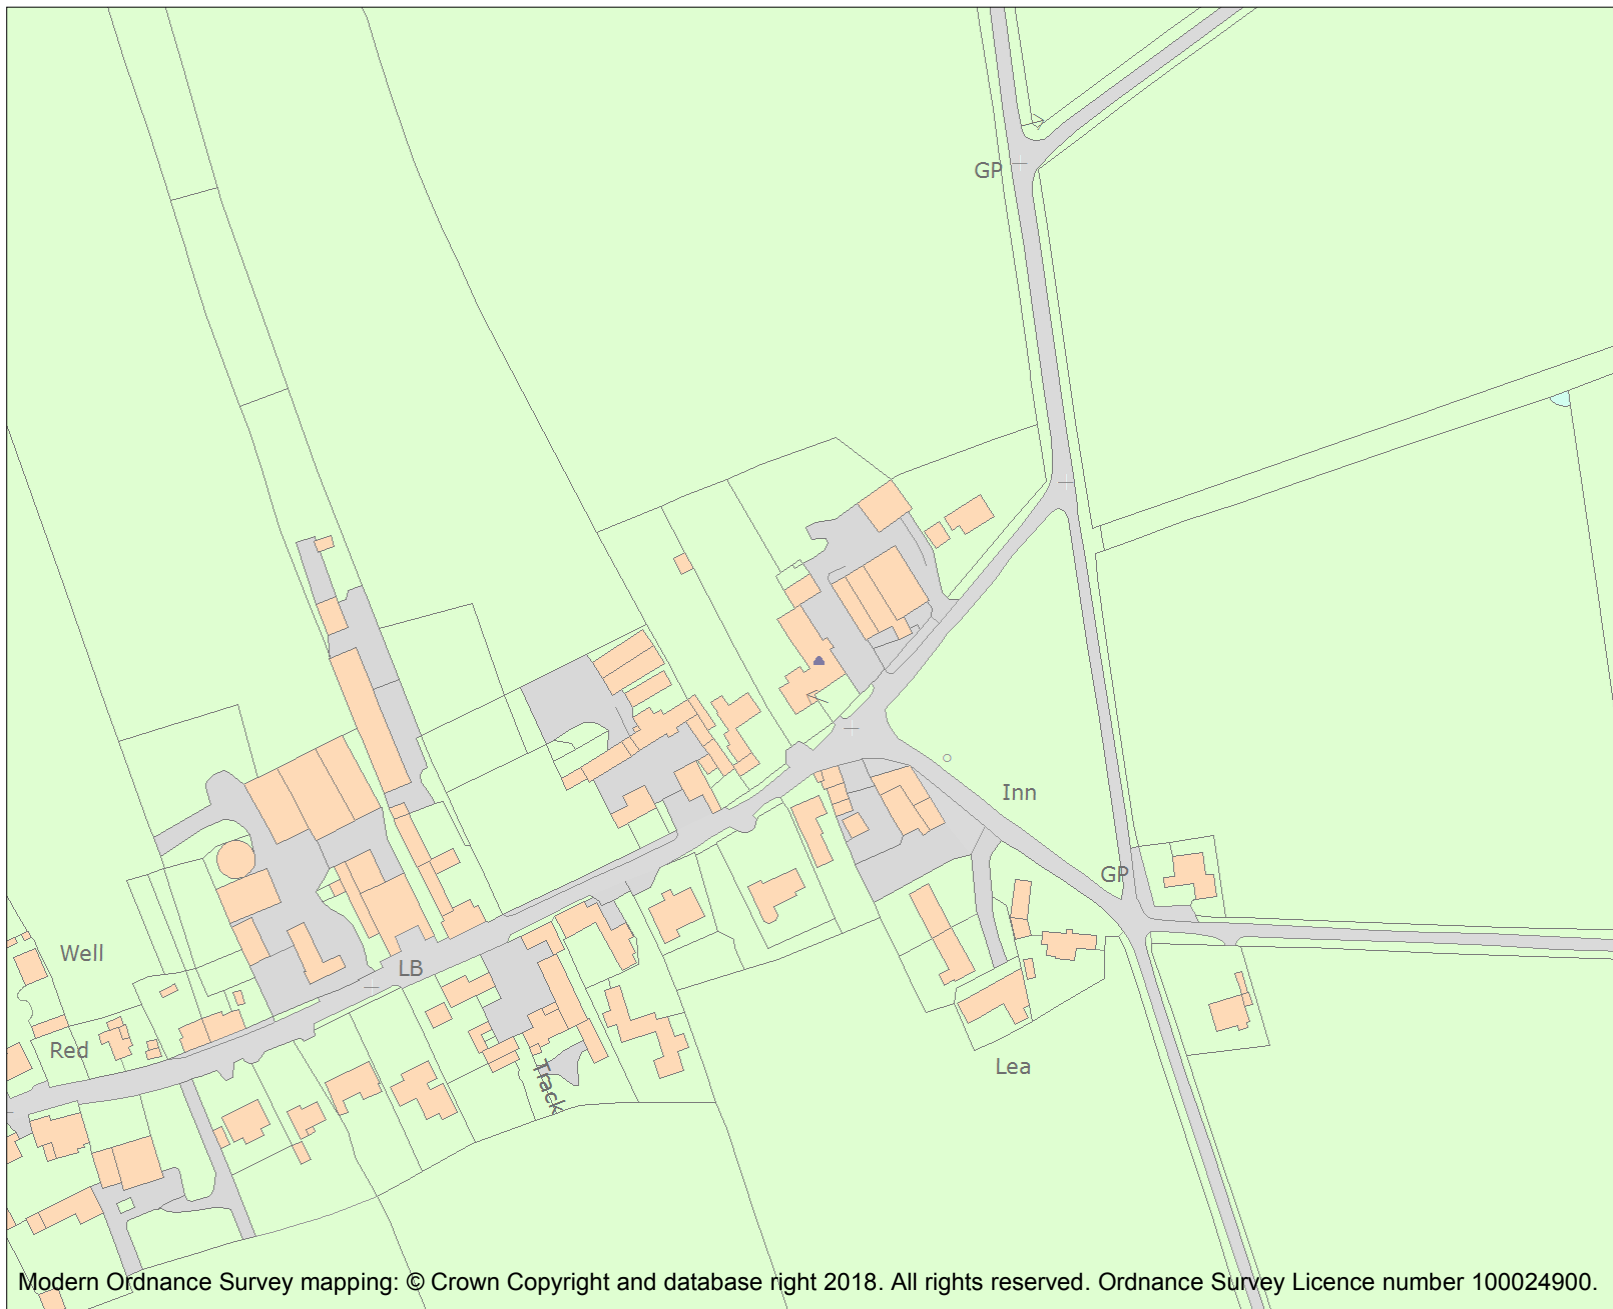 GP
Inn
GP
Well
LB
Red
Lea
Track
Modern Ordnance Survey mapping: © Crown Copyright and database right 2018. All rights reserved. Ordnance Survey Licence number 100024900.